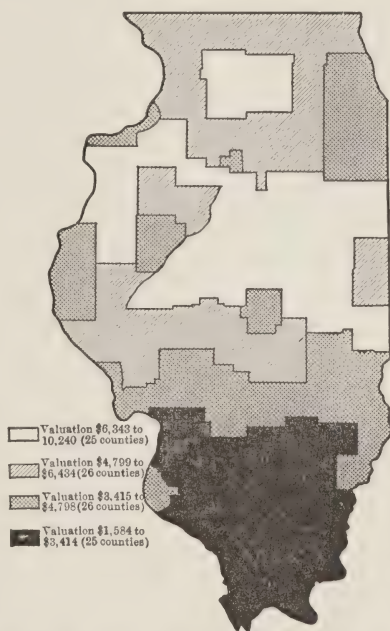 Valuation $6,343 to
10,240 (25 counties)
Valuation $4,799 to
$6,434 (26 counties)
Valuation $3,415 to
$4,798 (26 counties)
Valuation $1,584 to
$3,414 (25 counties)